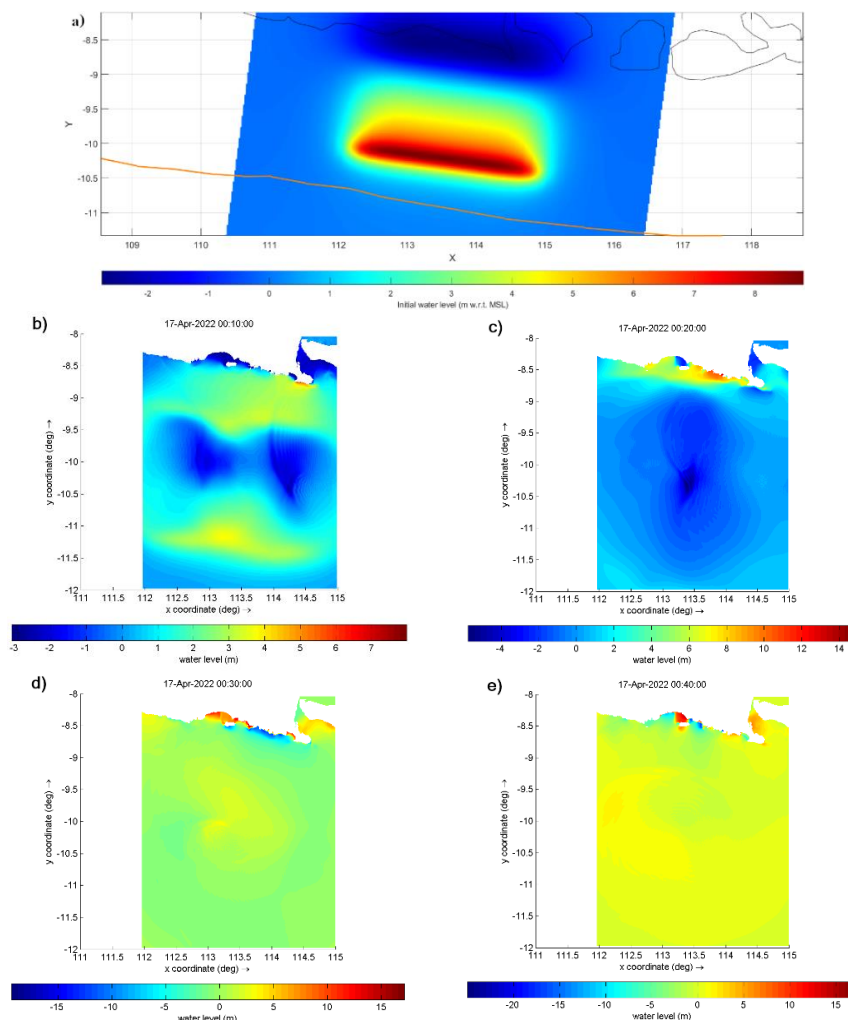 a)
-8.5
-9
-9.5
-10
-10.5
-11
Y
109 110 111 112 113 114 115 116 117 118
X
-2 -1 0 1 2 3 4 5 6 7 8
Initial water level (m w.r.t. MSL)
b)
17-Apr-2022 00:10:00
-8
-8.5
-9
-9.5
-10
-10.5
-11
-11.5
-12
y coordinate (deg) →
111 111.5 112 112.5 113 113.5 114 114.5 115
x coordinate (deg) →
-3 -2 -1 0 1 2 3 4 5 6 7
water level (m)
c)
17-Apr-2022 00:20:00
-8
-8.5
-9
-9.5
-10
-10.5
-11
-11.5
-12
y coordinate (deg) →
111 111.5 112 112.5 113 113.5 114 114.5 115
x coordinate (deg) →
-4 -2 0 2 4 6 8 10 12 14
water level (m)
d)
17-Apr-2022 00:30:00
-8
-8.5
-9
-9.5
-10
-10.5
-11
-11.5
-12
y coordinate (deg) →
111 111.5 112 112.5 113 113.5 114 114.5 115
x coordinate (deg) →
-15 -10 -5 0 5 10 15
water level (m)
e)
17-Apr-2022 00:40:00
-8
-8.5
-9
-9.5
-10
-10.5
-11
-11.5
-12
y coordinate (deg) →
111 111.5 112 112.5 113 113.5 114 114.5 115
x coordinate (deg) →
-20 -15 -10 -5 0 5 10 15
water level (m)